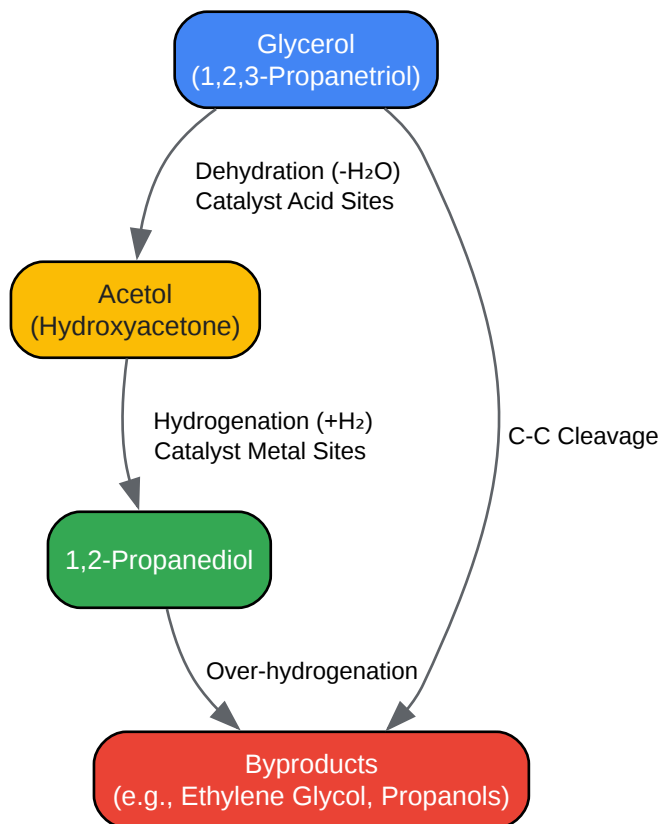 Glycerol
(1,2,3-Propanetriol)
Dehydration (-H₂O)
Catalyst Acid Sites
Acetol
(Hydroxyacetone)
Hydrogenation (+H₂)
Catalyst Metal Sites
C-C Cleavage
1,2-Propanediol
Over-hydrogenation
Byproducts
(e.g., Ethylene Glycol, Propanols)